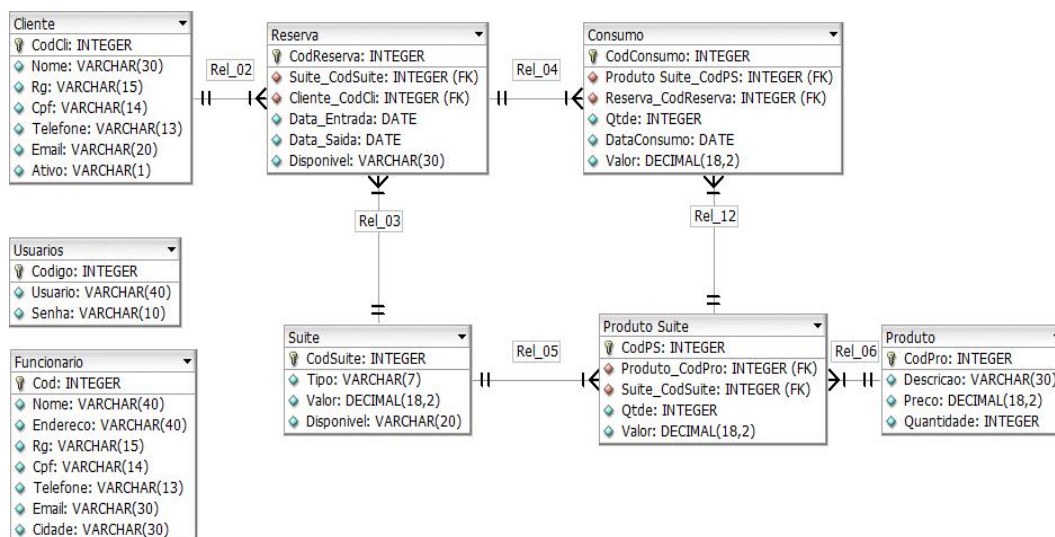 Cliente
CodCli: INTEGER
Nome: VARCHAR(30)
Rg: VARCHAR(15)
Cpf: VARCHAR(14)
Telefone: VARCHAR(13)
Email: VARCHAR(20)
Ativo: VARCHAR(1)
Rel_02
Reserva
CodReserva: INTEGER
Suite_CodSuite: INTEGER (FK)
Cliente_CodCli: INTEGER (FK)
Data_Entrada: DATE
Data_Saida: DATE
Disponivel: VARCHAR(30)
Rel_04
Consumo
CodConsumo: INTEGER
Produto Suite_CodPS: INTEGER (FK)
Reserva_CodReserva: INTEGER (FK)
Qtde: INTEGER
DataConsumo: DATE
Valor: DECIMAL(18,2)
Rel_03
Rel_12
Usuarios
Codigo: INTEGER
Usuario: VARCHAR(40)
Senha: VARCHAR(10)
Suite
CodSuite: INTEGER
Tipo: VARCHAR(7)
Valor: DECIMAL(18,2)
Disponivel: VARCHAR(20)
Rel_05
Produto Suite
CodPS: INTEGER
Produto_CodPro: INTEGER (FK)
Suite_CodSuite: INTEGER (FK)
Qtde: INTEGER
Valor: DECIMAL(18,2)
Rel_06
Produto
CodPro: INTEGER
Descricao: VARCHAR(30)
Preco: DECIMAL(18,2)
Quantidade: INTEGER
Funcionario
Cod: INTEGER
Nome: VARCHAR(40)
Endereco: VARCHAR(40)
Rg: VARCHAR(15)
Cpf: VARCHAR(14)
Telefone: VARCHAR(13)
Email: VARCHAR(30)
Cidade: VARCHAR(30)